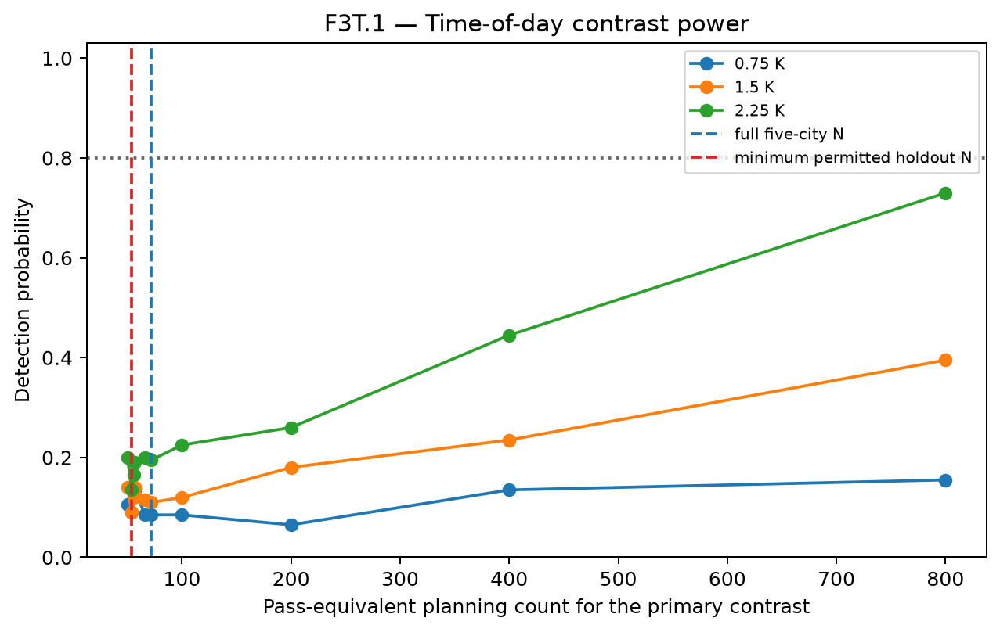 F3T.1 — Time-of-day contrast power
1.0
0.8
0.6
0.4
0.2
0.0
Detection probability
0.75 K
1.5 K
2.25 K
full five-city N
minimum permitted holdout N
100 200 300 400 500 600 700 800
Pass-equivalent planning count for the primary contrast